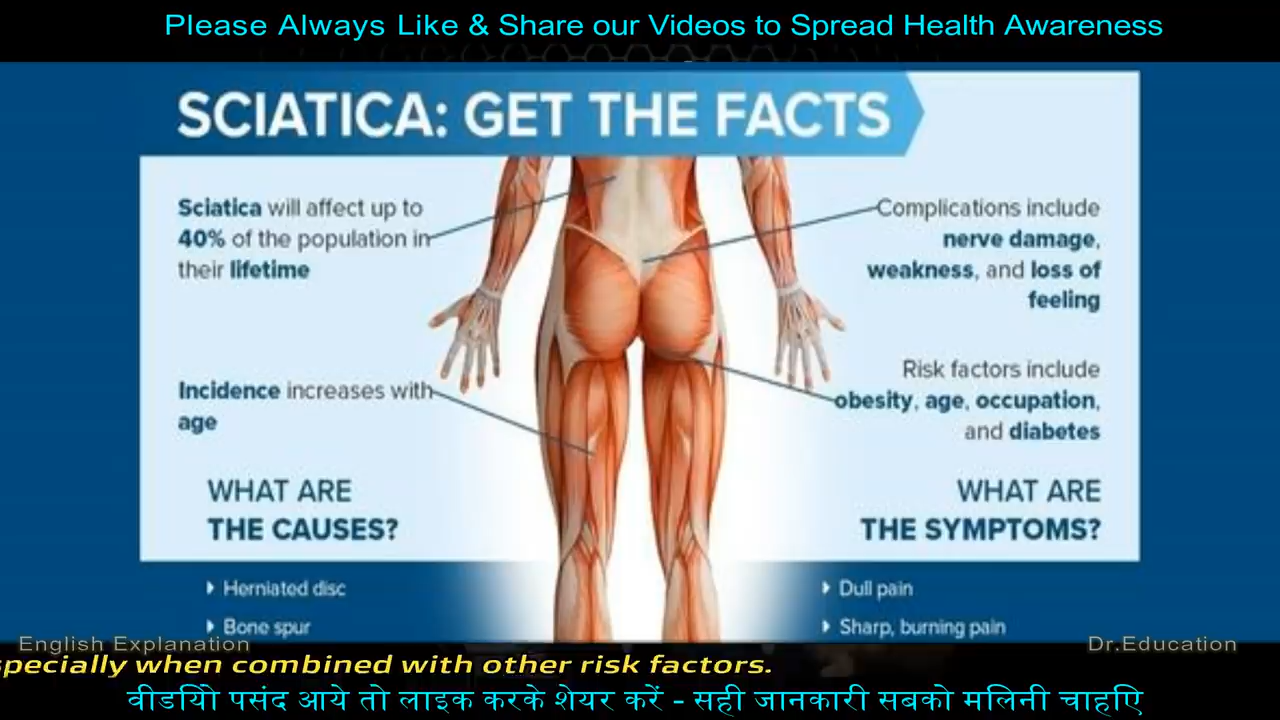 Please Always Like & Share our Videos to Spread Health Awareness
SCIATICA: GET THE FACTS
Sciatica will affect up to
40% of the population in
their lifetime
Complications include
nerve damage,
weakness, and loss of
feeling
Incidence increases with
age
Risk factors include
obesity, age, occupation,
and diabetes
WHAT ARE
THE CAUSES?
Herniated disc
Bone spur
WHAT ARE
THE SYMPTOMS?
Dull pain
Sharp, burning pain
English Explanation
Dr.Education
specially when combined with other risk factors.
वीडियो पसंद आये तो लाइक करके शेयर करें - सही जानकारी सबको मिलनी चाहिए